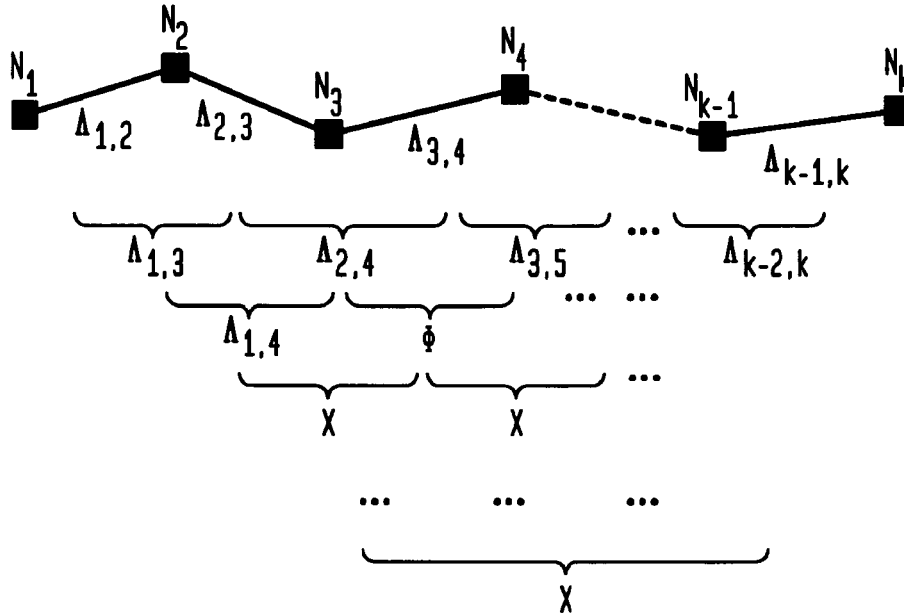 N1 N2 N3 N4 Nk-1 Nk
Λ1,2 Λ2,3 Λ3,4 Λk-1,k
Λ1,3 Λ2,4 Λ3,5 ... Λk-2,k
... ...
Λ1,4 Φ
...
X X
... ... ...
X